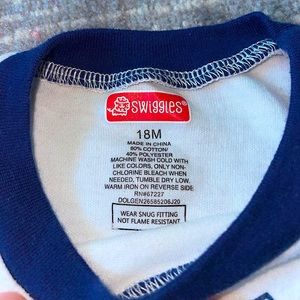 SWIGGLES®
18M
MADE IN CHINA
60% COTTON/
40% POLYESTER
MACHINE WASH COLD WITH
LIKE COLORS, ONLY NON-
CHLORINE BLEACH WHEN
NEEDED, TUMBLE DRY LOW.
WARM IRON ON REVERSE SIDE
RN#67227
DOLGEN26585206J20
WEAR SNUG FITTING
NOT FLAME RESISTANT